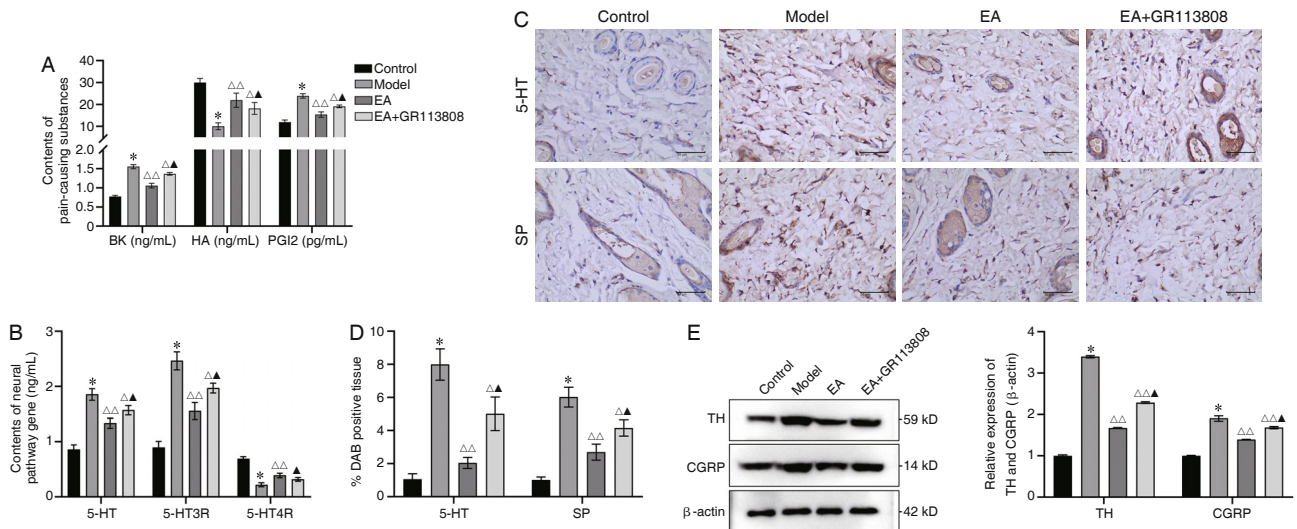 A
Contents of
pain-causing substances
40
30
20
10
2.0
1.5
1.0
0.5
0.0
*
△△
△▲
*
△△
△▲
*
△△
△▲
BK (ng/mL)
HA (ng/mL)
PGI2 (pg/mL)
Control
Model
EA
EA+GR113808
C
Control
Model
EA
EA+GR113808
5-HT
SP
B
Contents of neural
pathway gene (ng/mL)
3
2
1
0
*
△△
△▲
*
△△
△▲
*
△△
▲
5-HT
5-HT3R
5-HT4R
D
% DAB positive tissue
10
8
6
4
2
0
*
△△
△▲
*
△△
△▲
5-HT
SP
E
Control
Model
EA
EA+GR113808
TH
59 kD
CGRP
14 kD
β-actin
42 kD
Relative expression of
TH and CGRP (β-actin)
4
3
2
1
0
*
△△
△△▲
*
△△
△△▲
TH
CGRP